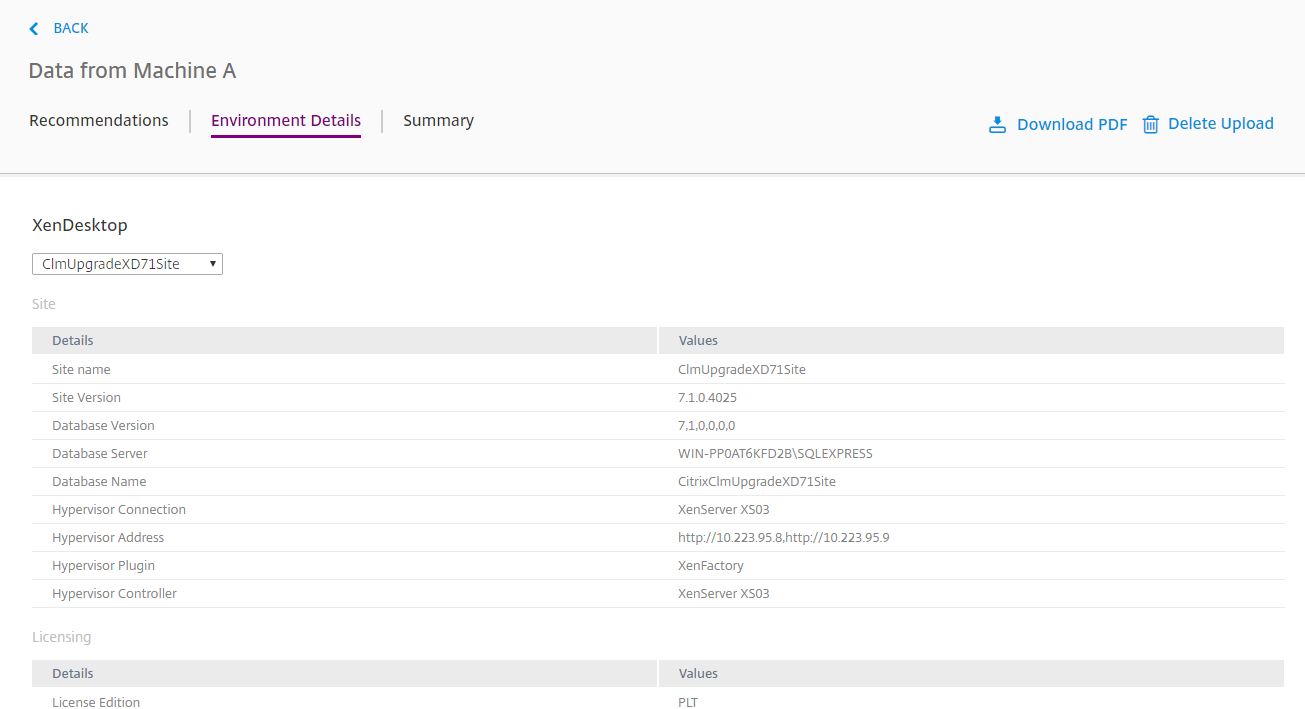 BACK
Data from Machine A
Recommendations Environment Details Summary Download PDF Delete Upload
XenDesktop
ClmUpgradeXD71Site
Site
Details Values
Site name ClmUpgradeXD71Site
Site Version 7.1.0.4025
Database Version 7,1,0,0,0,0
Database Server WIN-PP0AT6KFD2B\SQLEXPRESS
Database Name CitrixClmUpgradeXD71Site
Hypervisor Connection XenServer XS03
Hypervisor Address http://10.223.95.8,http://10.223.95.9
Hypervisor Plugin XenFactory
Hypervisor Controller XenServer XS03
Licensing
Details Values
License Edition PLT